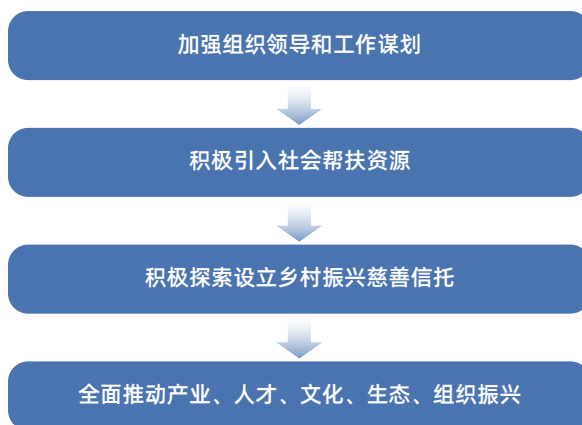 加强组织领导和工作谋划
积极引入社会帮扶资源
积极探索设立乡村振兴慈善信托
全面推动产业、人才、文化、生态、组织振兴